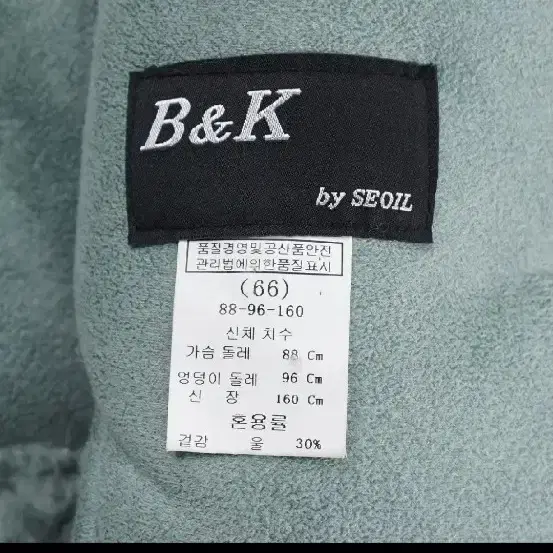 B&K
by SEOIL
품질경영및공산품안전
관리법에의한품질표시
(66)
88-96-160
신체 치수
가슴 둘레 88 Cm
엉덩이 둘레 96 Cm
신 장 160 Cm
혼용률
겉감 울 30%